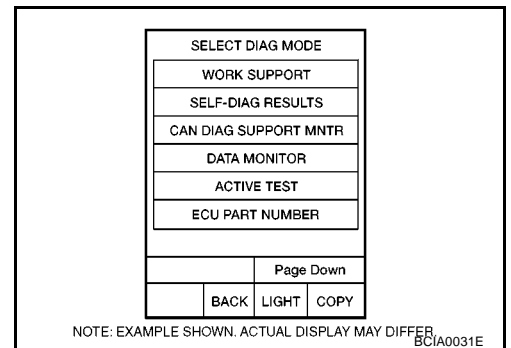 SELECT DIAG MODE
WORK SUPPORT
SELF-DIAG RESULTS
CAN DIAG SUPPORT MNTR
DATA MONITOR
ACTIVE TEST
ECU PART NUMBER
Page Down
BACK LIGHT COPY
NOTE: EXAMPLE SHOWN. ACTUAL DISPLAY MAY DIFFER.
BCIA0031E